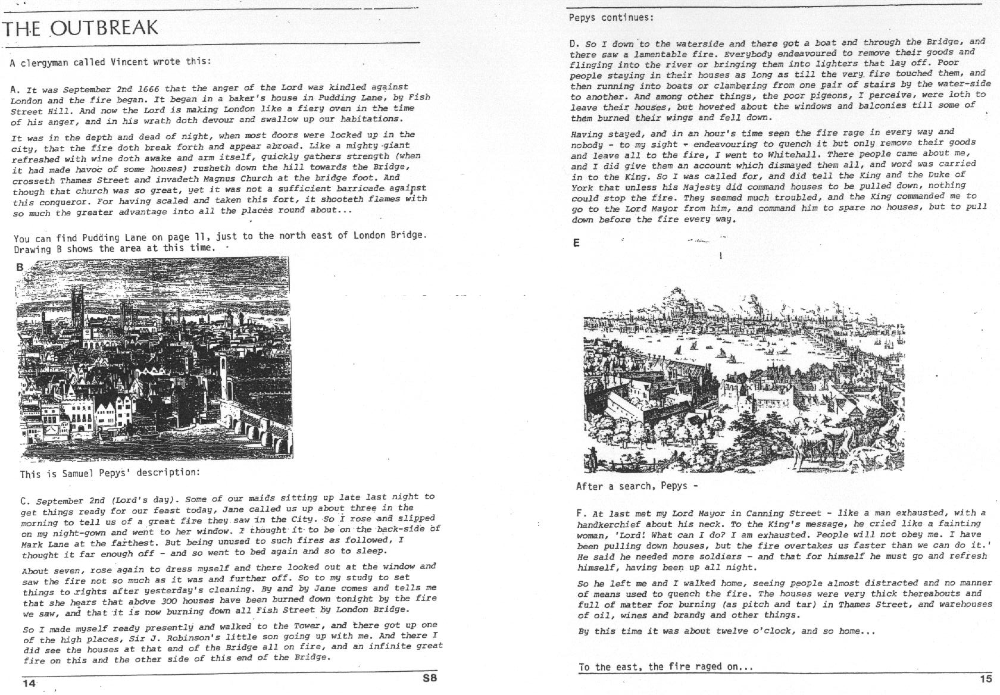 THE OUTBREAK
A clergyman called Vincent wrote this:
A. It was September 2nd 1666 that the anger of the Lord was kindled against
London and the fire began. It began in a baker's house in Pudding Lane, by Fish
Street Hill. And now the Lord is making London like a fiery oven in the time
of his anger, and in his wrath doth devour and swallow up our habitations.
It was in the depth and dead of night, when most doors were locked up in the
city, that the fire doth break forth and appear abroad. Like a mighty giant
refreshed with wine doth awake and arm itself, quickly gathers strength (when
it had made havoc of some houses) rusheth down the hill towards the Bridge,
crosseth Thames Street and invadeth Magnus Church at the bridge foot. And
though that church was so great, yet it was not a sufficient barricade against
this conqueror. For having scaled and taken this fort, it shooteth flames with
so much the greater advantage into all the places round about...
You can find Pudding Lane on page 11, just to the north east of London Bridge.
Drawing B shows the area at this time.
B
This is Samuel Pepys' description:
C. September 2nd (Lord's day). Some of our maids sitting up late last night to
get things ready for our feast today, Jane called us up about three in the
morning to tell us of a great fire they saw in the City. So I rose and slipped
on my night-gown and went to her window. I thought it to be on the back-side of
Mark Lane at the farthest. But being unused to such fires as followed, I
thought it far enough off - and so went to bed again and so to sleep.
About seven, rose again to dress myself and there looked out at the window and
saw the fire not so much as it was and further off. So to my study to set
things to rights after yesterday's cleaning. By and by Jane comes and tells me
that she hears that above 300 houses have been burned down tonight by the fire
we saw, and that it is now burning down all Fish Street by London Bridge.
So I made myself ready presently and walked to the Tower, and there got up one
of the high places, Sir J. Robinson's little son going up with me. And there I
did see the houses at that end of the Bridge all on fire, and an infinite great
fire on this and the other side of this end of the Bridge.
14
S8
Pepys continues:
D. So I down to the waterside and there got a boat and through the Bridge, and
there saw a lamentable fire. Everybody endeavoured to remove their goods and
flinging into the river or bringing them into lighters that lay off. Poor
people staying in their houses as long as till the very fire touched them, and
then running into boats or clambering from one pair of stairs by the water-side
to another. And among other things, the poor pigeons, I perceive, were loth to
leave their houses, but hovered about the windows and balconies till some of
them burned their wings and fell down.
Having stayed, and in an hour's time seen the fire rage in every way and
nobody - to my sight - endeavouring to quench it but only remove their goods
and leave all to the fire, I went to Whitehall. There people came about me,
and I did give them an account which dismayed them all, and word was carried
in to the King. So I was called for, and did tell the King and the Duke of
York that unless his Majesty did command houses to be pulled down, nothing
could stop the fire. They seemed much troubled, and the King commanded me to
go to the Lord Mayor from him, and command him to spare no houses, but to pull
down before the fire every way.
E
After a search, Pepys -
F. At last met my Lord Mayor in Canning Street - like a man exhausted, with a
handkerchief about his neck. To the King's message, he cried like a fainting
woman, 'Lord! What can I do? I am exhausted. People will not obey me. I have
been pulling down houses, but the fire overtakes us faster than we can do it.'
He said he needed more soldiers - and that for himself he must go and refresh
himself, having been up all night.
So he left me and I walked home, seeing people almost distracted and no manner
of means used to quench the fire. The houses were very thick thereabouts and
full of matter for burning (as pitch and tar) in Thames Street, and warehouses
of oil, wines and brandy and other things.
By this time it was about twelve o'clock, and so home...
To the east, the fire raged on...
15